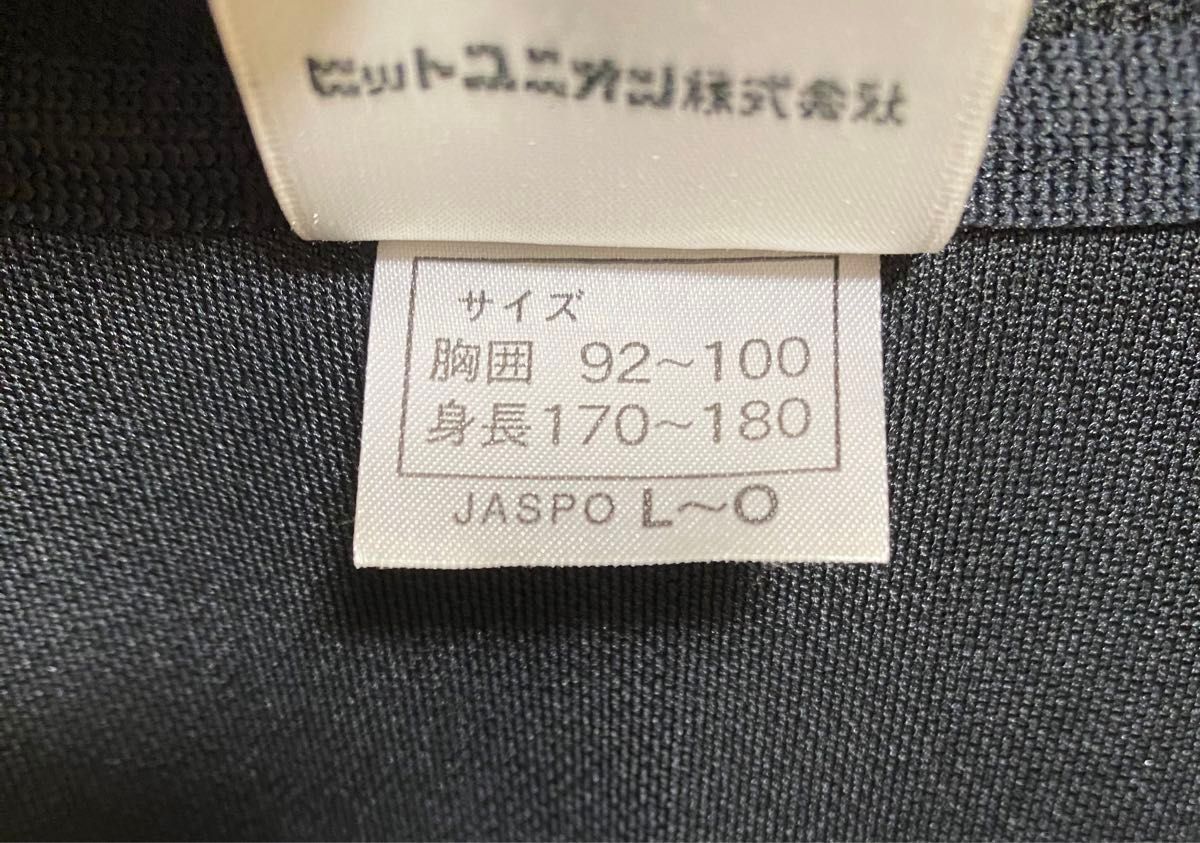 ヒットユニオン株式会社
サイズ
胸囲 92~100
身長170~180
JASPO L~O